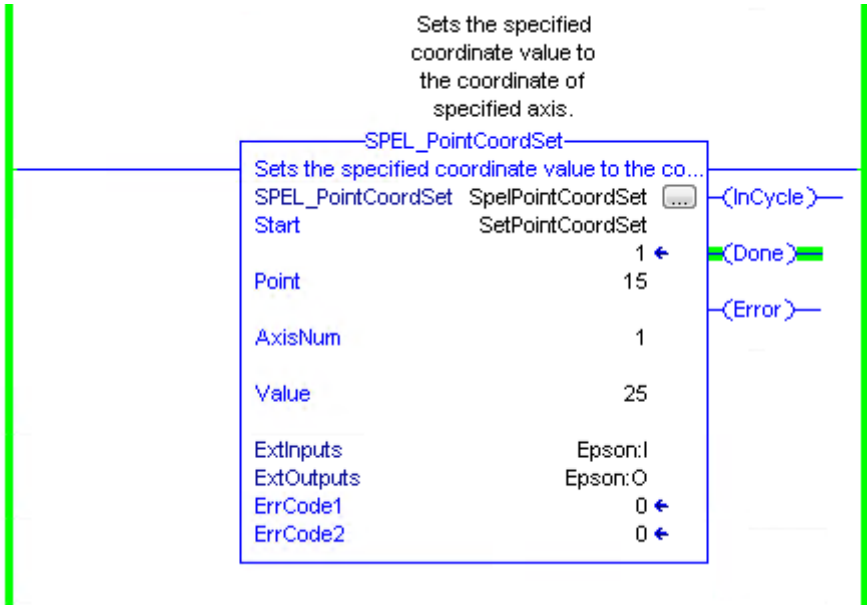 Sets the specified
coordinate value to
the coordinate of
specified axis.
SPEL_PointCoordSet
Sets the specified coordinate value to the co...
SPEL_PointCoordSet SpelPointCoordSet ... (InCycle)
Start SetPointCoordSet
1 (Done)
Point 15
(Error)
AxisNum 1
Value 25
ExtInputs Epson:I
ExtOutputs Epson:O
ErrCode1 0
ErrCode2 0